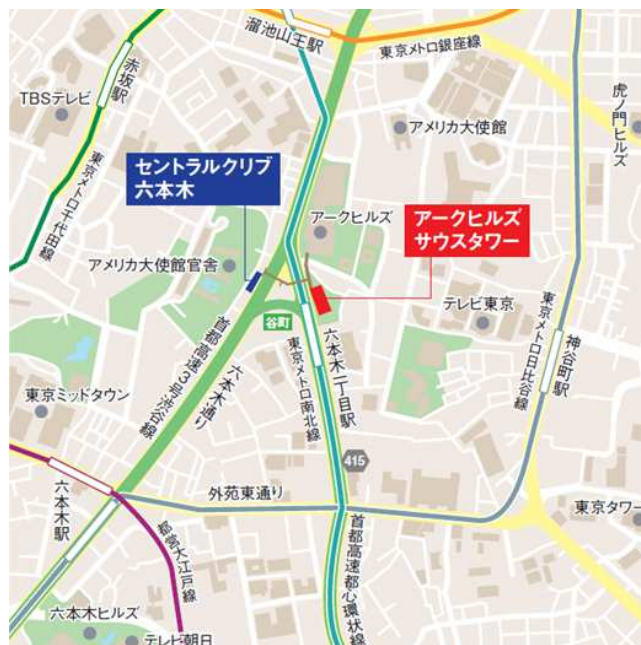 溜池山王駅
東京メトロ銀座線
赤坂駅
TBSテレビ
アメリカ大使館
虎ノ門ヒルズ
東京メトロ千代田線
セントラルクリブ
六本木
アークヒルズ
アークヒルズ
サウスタワー
アメリカ大使館官舎
テレビ東京
谷町
首都高速3号渋谷線
六本木通り
東京メトロ南北線
六本木一丁目駅
東京メトロ日比谷線
神谷町駅
東京ミッドタウン
415
外苑東通り
六本木駅
東京タワー
都営大江戸線
首都高速都心環状線
六本木ヒルズ
テレビ朝日